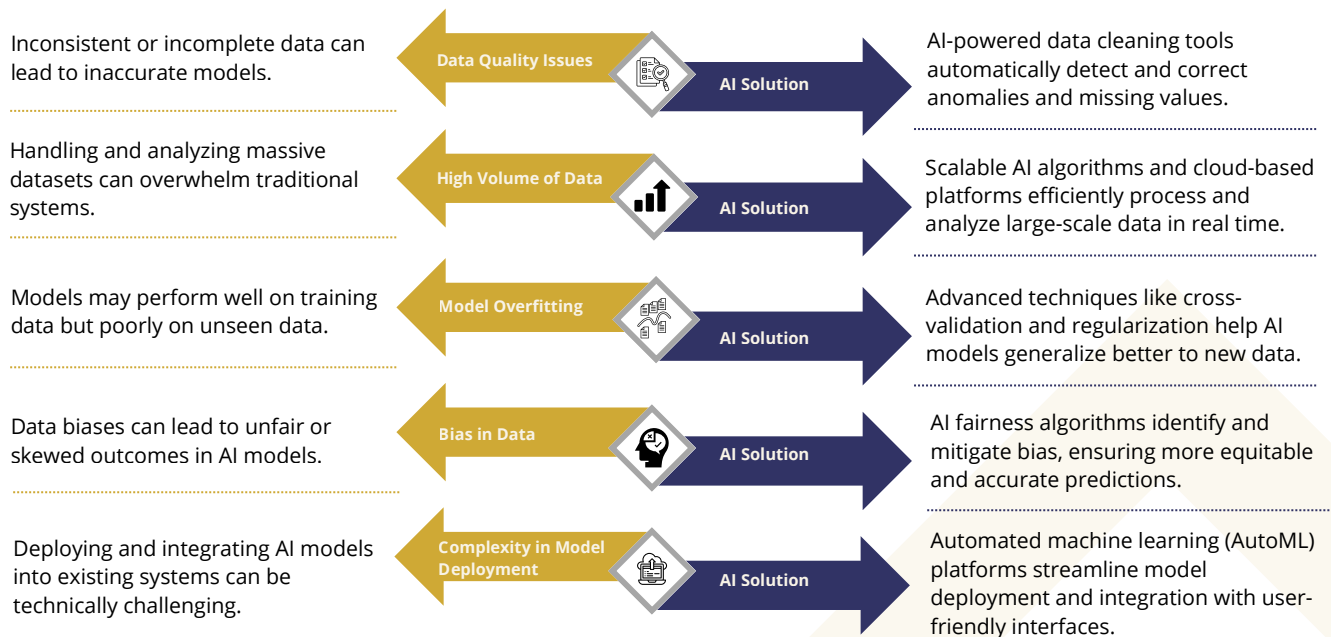 Inconsistent or incomplete data can
lead to inaccurate models.
Data Quality Issues
AI Solution
AI-powered data cleaning tools
automatically detect and correct
anomalies and missing values.
Handling and analyzing massive
datasets can overwhelm traditional
systems.
High Volume of Data
AI Solution
Scalable AI algorithms and cloud-based
platforms efficiently process and
analyze large-scale data in real time.
Models may perform well on training
data but poorly on unseen data.
Model Overfitting
AI Solution
Advanced techniques like cross-
validation and regularization help AI
models generalize better to new data.
Data biases can lead to unfair or
skewed outcomes in AI models.
Bias in Data
AI Solution
AI fairness algorithms identify and
mitigate bias, ensuring more equitable
and accurate predictions.
Deploying and integrating AI models
into existing systems can be
technically challenging.
Complexity in Model
Deployment
AI Solution
Automated machine learning (AutoML)
platforms streamline model
deployment and integration with user-
friendly interfaces.